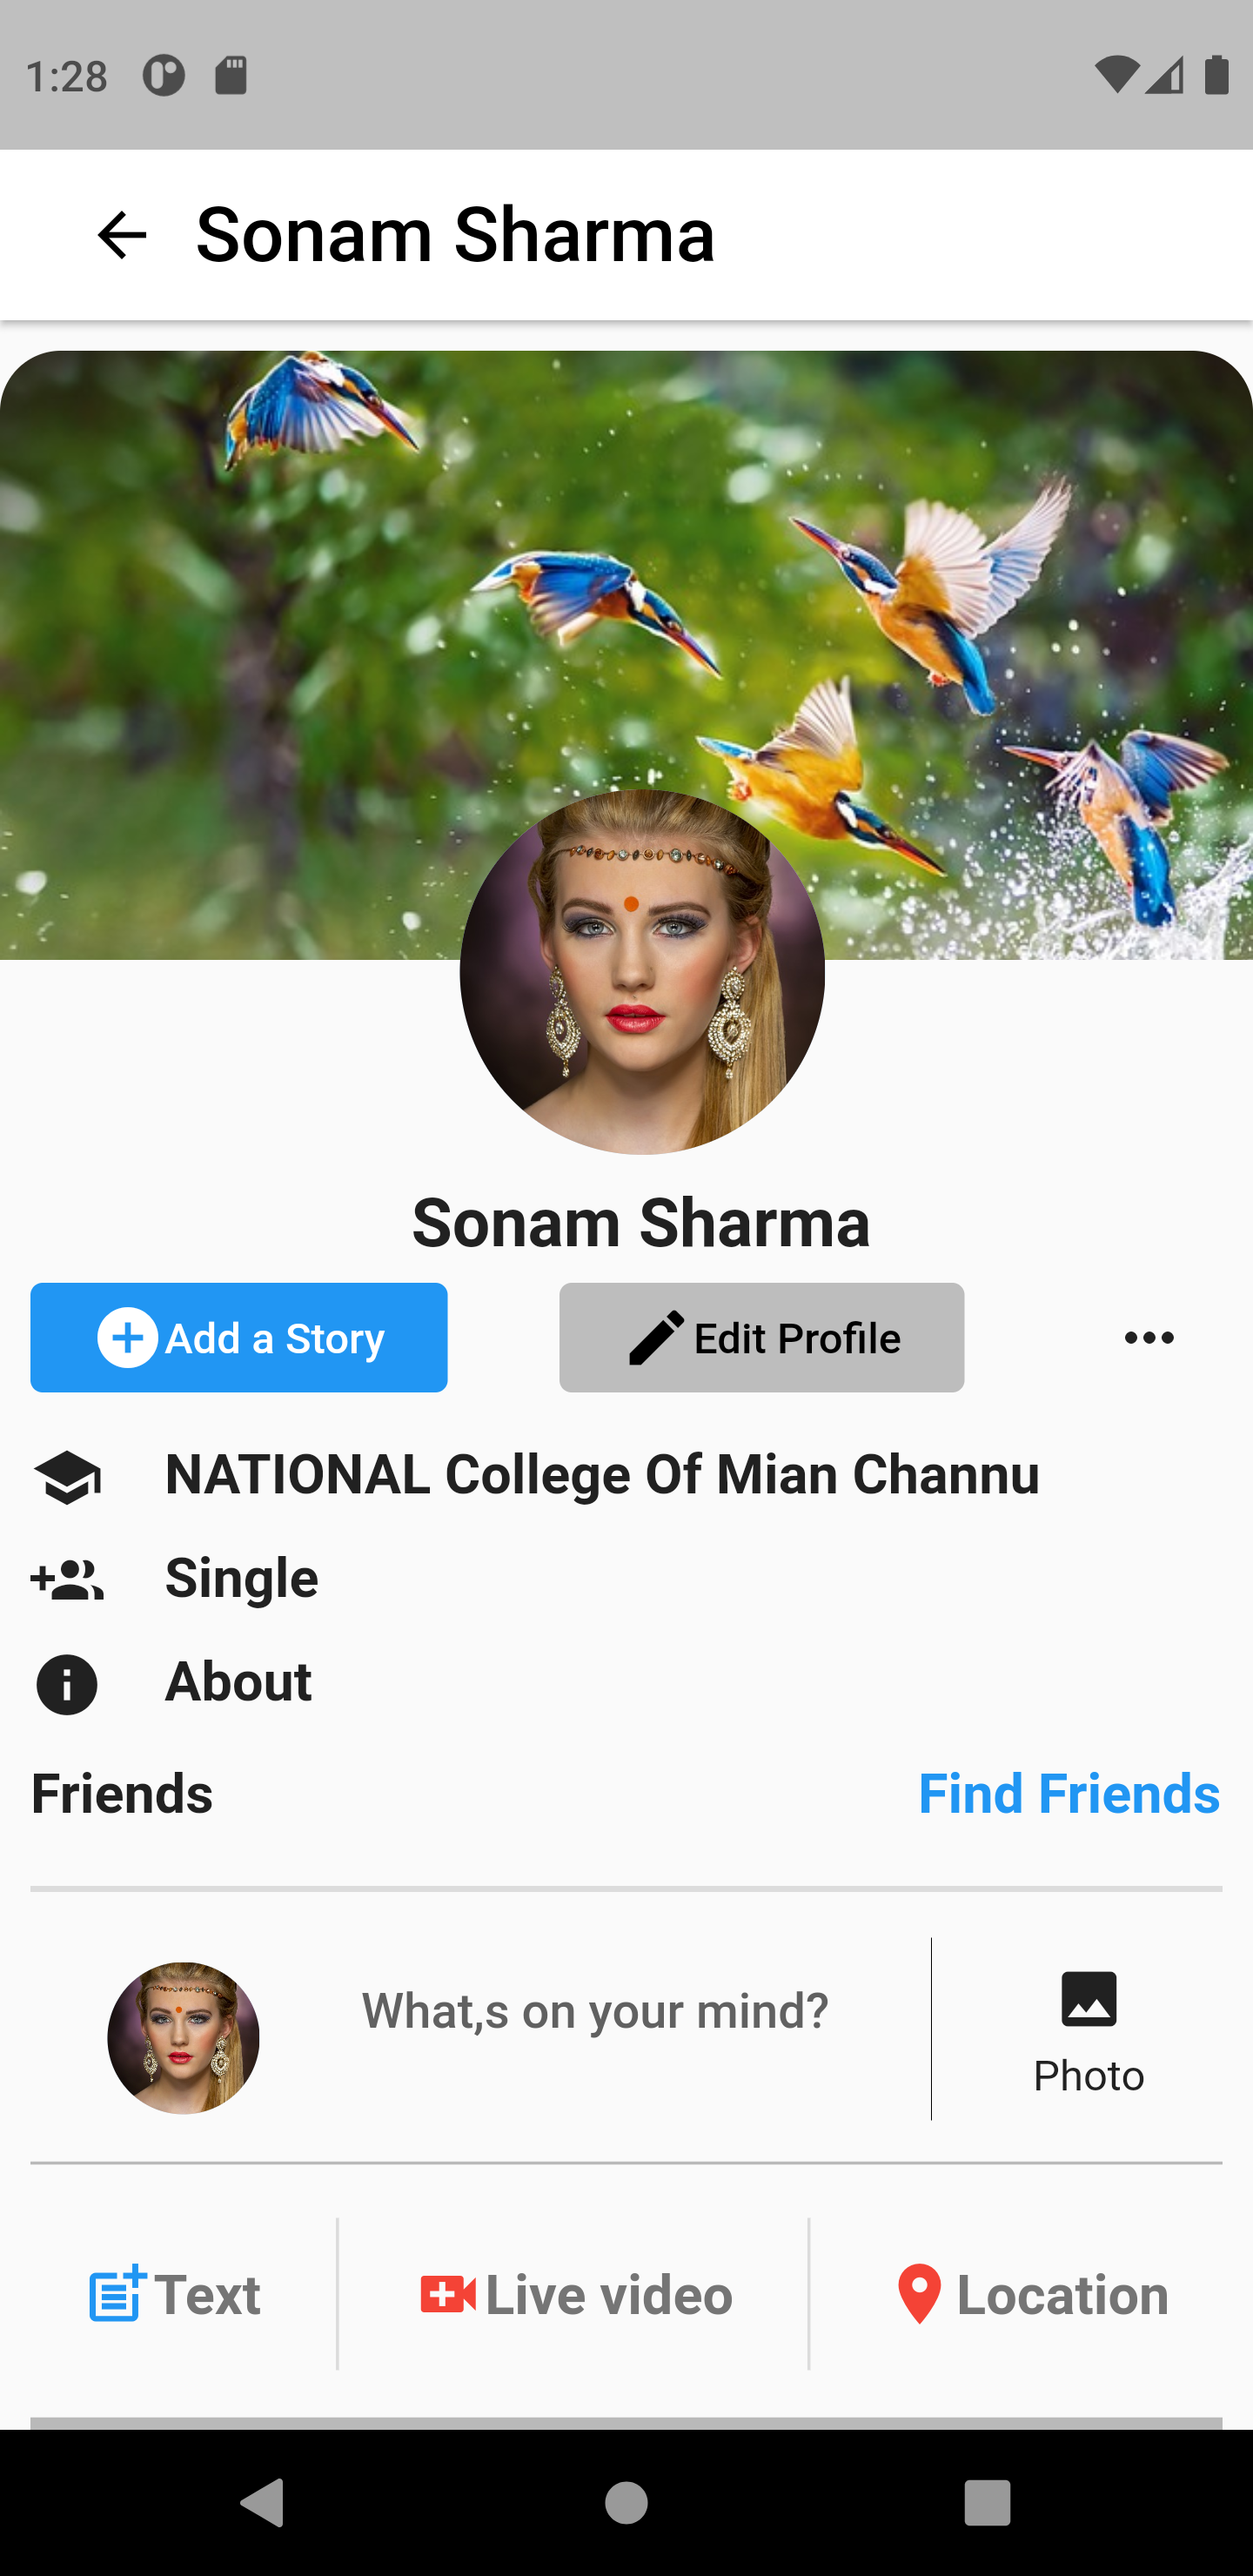 1:28
Sonam Sharma
Sonam Sharma
Add a Story
Edit Profile
NATIONAL College Of Mian Channu
Single
About
Friends
Find Friends
What,s on your mind?
Photo
Text
Live video
Location